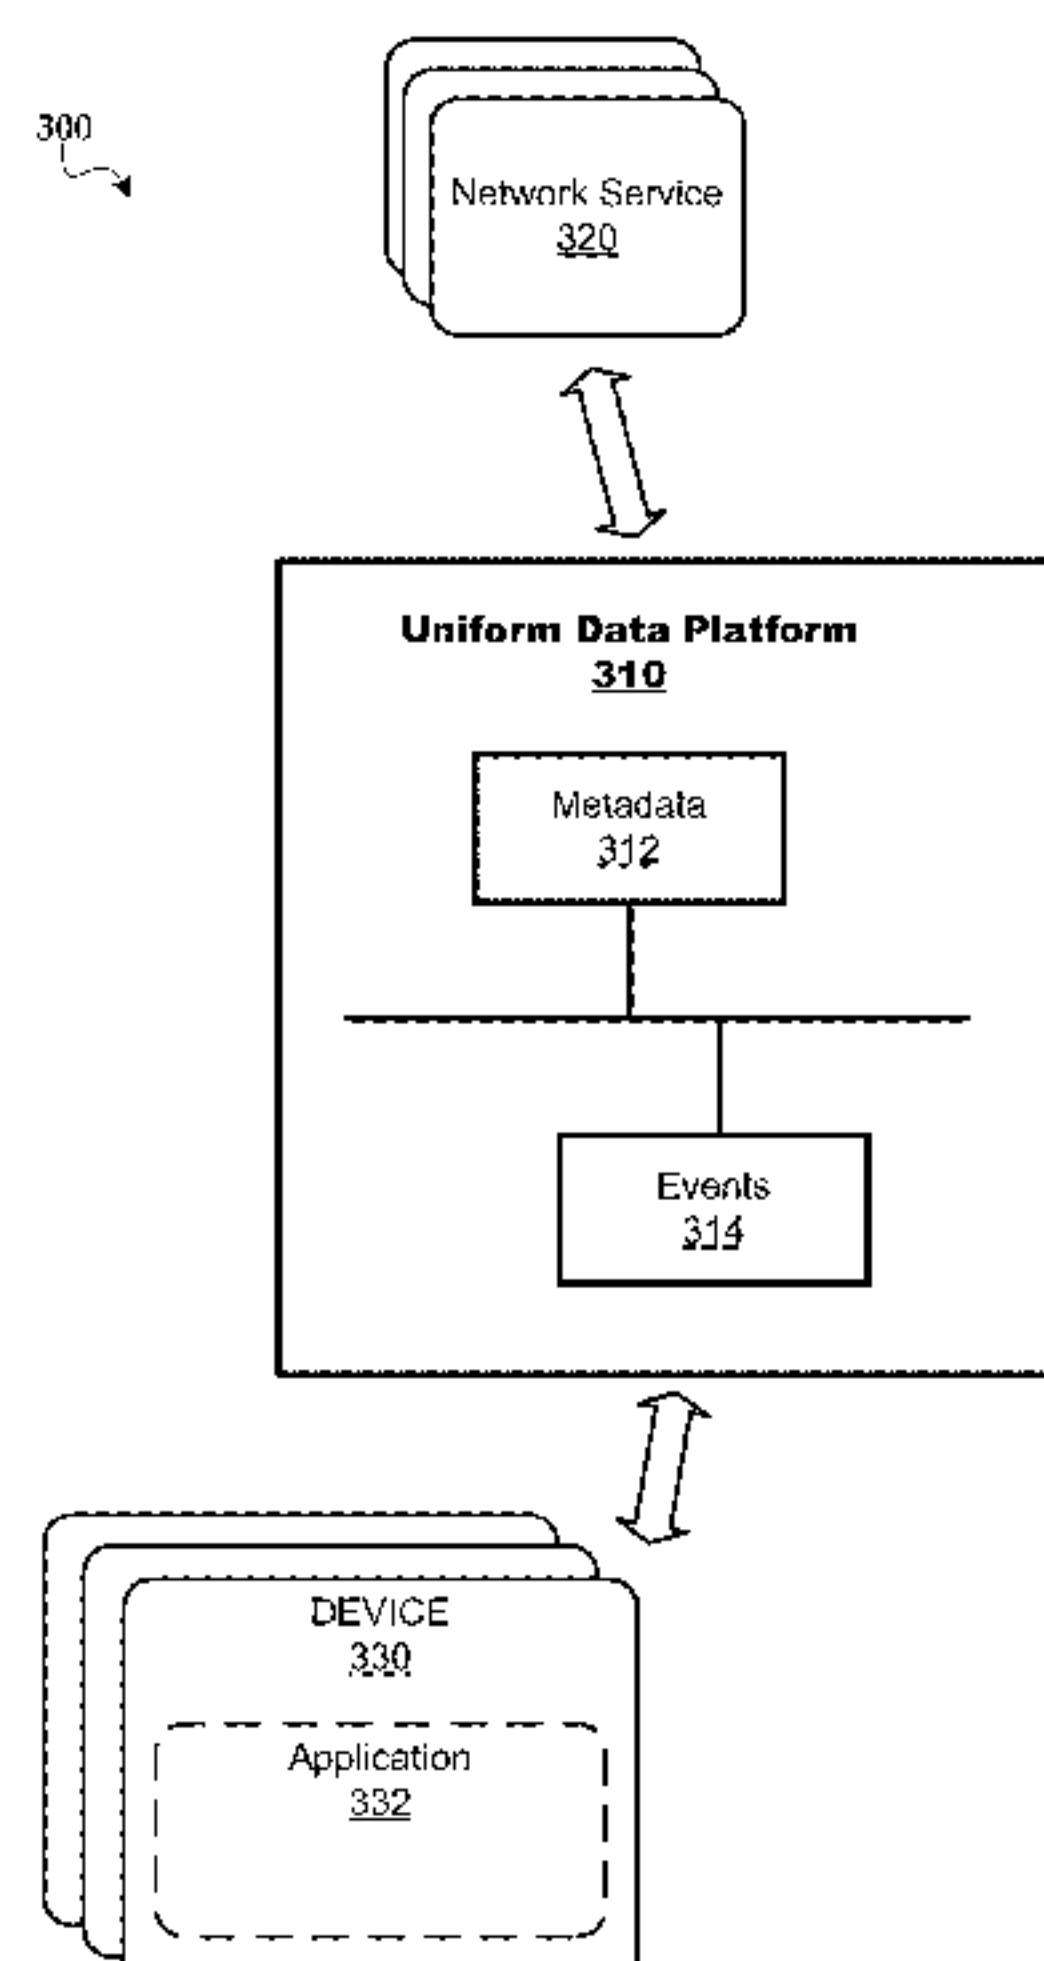 300
Network Service
320
Uniform Data Platform
310
Metadata
312
Events
314
DEVICE
330
Application
332